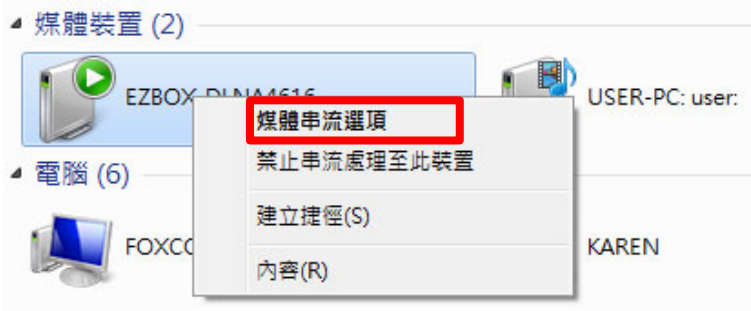 媒體裝置 (2)
EZBOX-DLNA4616
USER-PC: user:
媒體串流選項
禁止串流處理至此裝置
電腦 (6)
建立捷徑(S)
FOXCC
KAREN
內容(R)